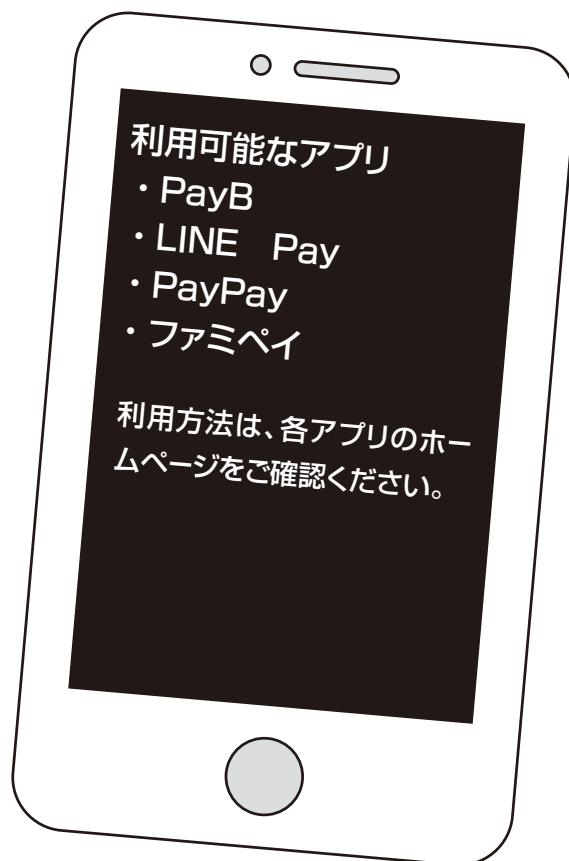 利用可能なアプリ
・PayB
・LINE　Pay
・PayPay
・ファミペイ
利用方法は、各アプリのホー
ムページをご確認ください。